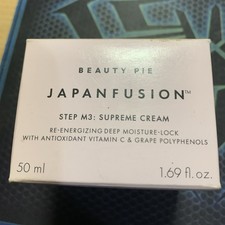 BEAUTY PIE
JAPANFUSION™
STEP M3: SUPREME CREAM
RE-ENERGIZING DEEP MOISTURE-LOCK
WITH ANTIOXIDANT VITAMIN C & GRAPE POLYPHENOLS
50 ml 1.69 fl. oz.